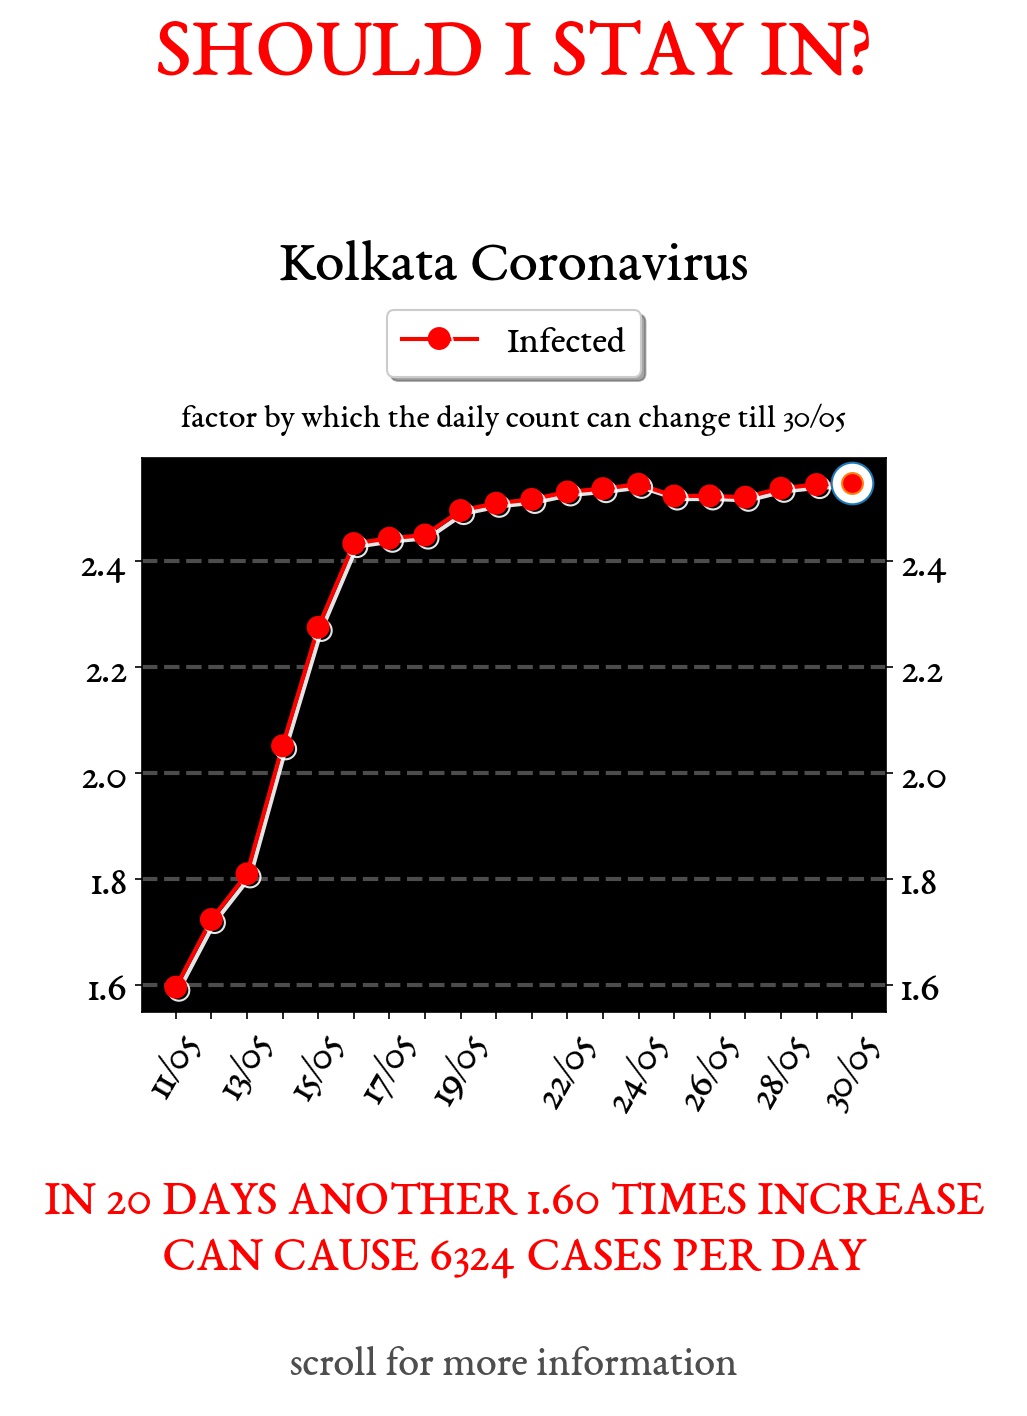 SHOULD I STAY IN?
Kolkata Coronavirus
Infected
factor by which the daily count can change till 30/05
2.4 2.4
2.2 2.2
2.0 2.0
1.8 1.8
1.6 1.6
11/05 13/05 15/05 17/05 19/05 22/05 24/05 26/05 28/05 30/05
IN 20 DAYS ANOTHER 1.60 TIMES INCREASE
CAN CAUSE 6324 CASES PER DAY
scroll for more information